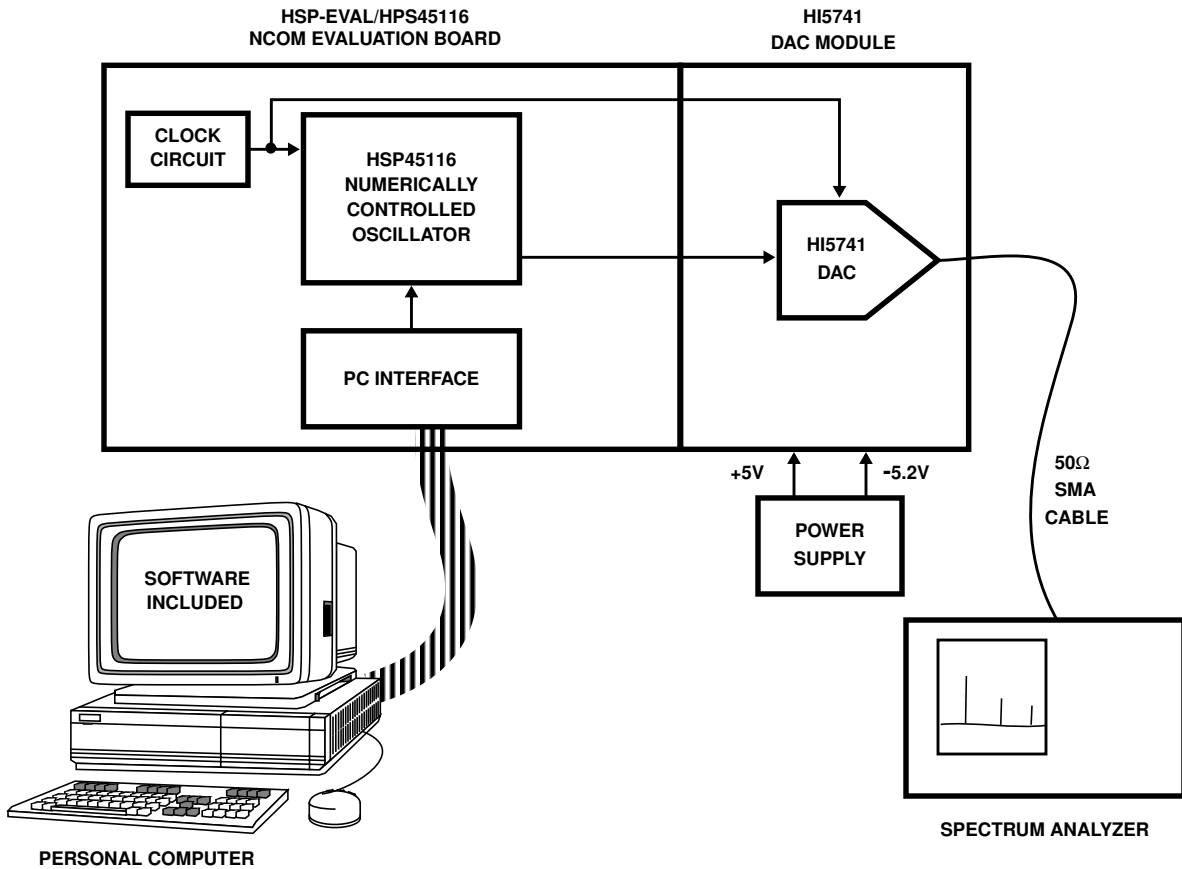 HSP-EVAL/HPS45116
NCOM EVALUATION BOARD
HI5741
DAC MODULE
CLOCK
CIRCUIT
HSP45116
NUMERICALLY
CONTROLLED
OSCILLATOR
HI5741
DAC
PC INTERFACE
+5V
-5.2V
50Ω
SMA
CABLE
POWER
SUPPLY
SOFTWARE
INCLUDED
SPECTRUM ANALYZER
PERSONAL COMPUTER